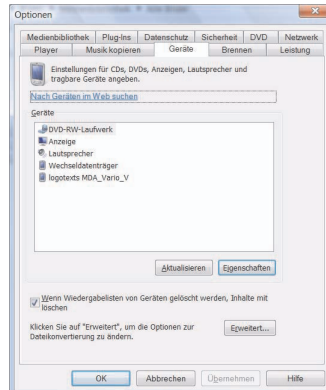 Optionen
Medienbibliothek Plug-Ins Datenschutz Sicherheit DVD Netzwerk
Player Musik kopieren Geräte Brennen Leistung
Einstellungen für CDs, DVDs, Anzeigen, Lautsprecher und
tragbare Geräte angeben.
Nach Geräten im Web suchen
Geräte
DVD-RW-Laufwerk
Anzeige
Lautsprecher
Wechseldatenträger
logotexts MDA_Vario_V
Aktualisieren Eigenschaften
Wenn Wiedergabelisten von Geräten gelöscht werden, Inhalte mit
löschen
Klicken Sie auf "Erweitert", um die Optionen zur
Dateikonvertierung zu ändern.
Erweitert...
OK Abbrechen Übernehmen Hilfe